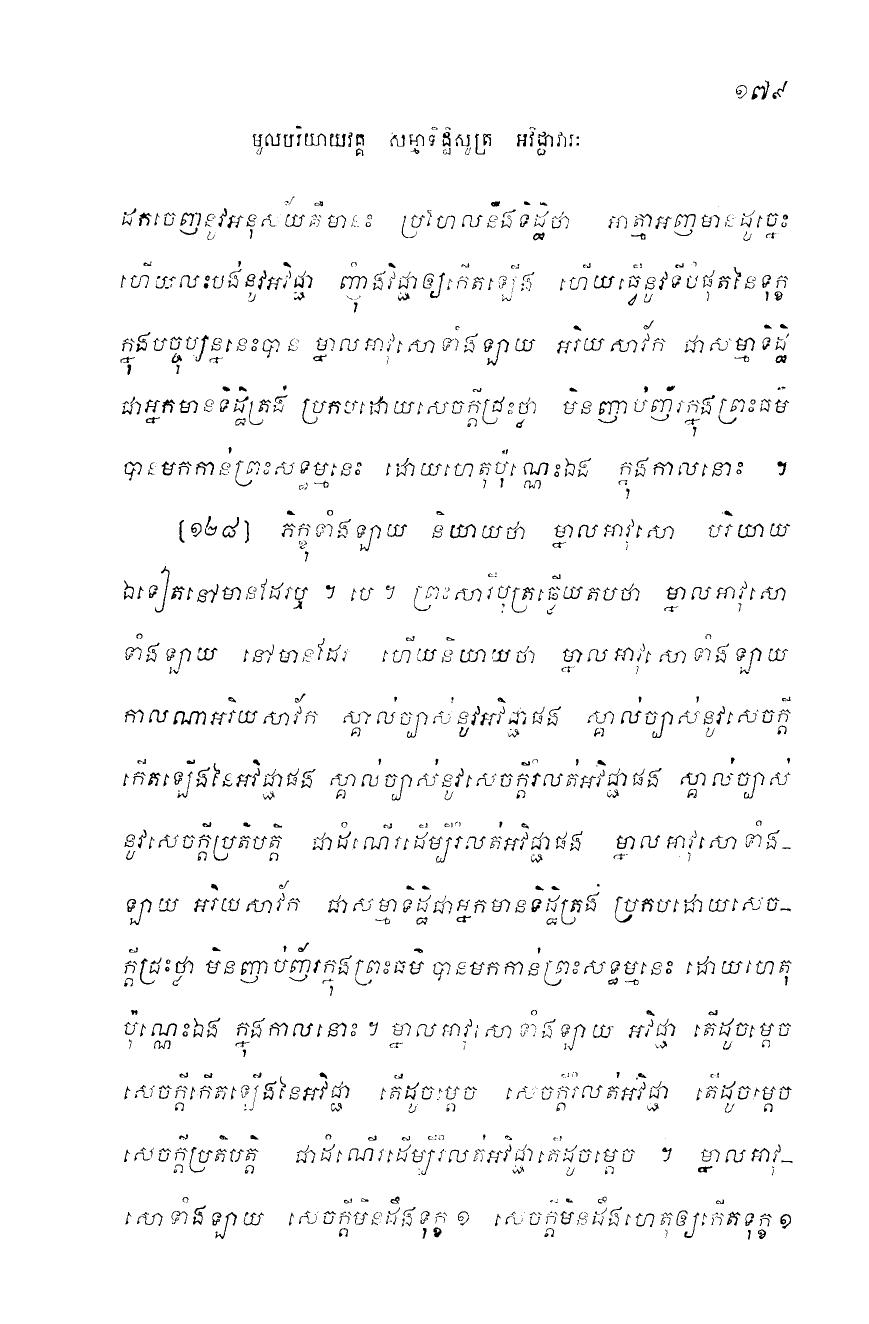 ១៧៩
មូលបរិយាយវគ្គ សម្មាទិដ្ឋិសូត្រ អវិជ្ជាវារៈ
ដកចេញនូវអនុស័យគឺមានះ ប្រហែលនឹងទិដ្ឋិថា អាត្មាអញមានដូច្នេះ
ហើយលះបង់នូវអវិជ្ជា ញុំាងវិជ្ជាឲ្យកើតឡើង ហើយធ្វើនូវទីបំផុតនៃទុក្ខ
ក្នុងបច្ចុប្បន្ននេះបាន ម្នាលអាវុសោទាំងឡាយ អរិយសាវ័ក ជាសម្មាទិដ្ឋិ
ជាអ្នកមានទិដ្ឋិត្រង់ ប្រកបដោយសេចក្តីជ្រះថ្លា មិនញាប់ញ័រក្នុងព្រះធម៌
បានមកកាន់ព្រះសទ្ធម្មនេះ ដោយហេតុប៉ុណ្ណេះឯង ក្នុងកាលនោះ ។
[១២៨] ភិក្ខុទាំងឡាយ និយាយថា ម្នាលអាវុសោ បរិយាយ
ឯទៀតនៅមានដែរឬ ។ បេ ។ ព្រះសារីបុត្រធ្វើយតបថា ម្នាលអាវុសោ
ទាំងឡាយ នៅមានដែរ ហើយនិយាយថា ម្នាលអាវុសោទាំងឡាយ
កាលណាអរិយសាវ័ក ស្គាល់ច្បាស់នូវអវិជ្ជាផង ស្គាល់ច្បាស់នូវសេចក្តី
កើតឡើងនៃអវិជ្ជាផង ស្គាល់ច្បាស់នូវសេចក្តីរំលត់អវិជ្ជាផង ស្គាល់ច្បាស់
នូវសេចក្តីប្រតិបត្តិ ជាដំណើរដើម្បីរំលត់អវិជ្ជាផង ម្នាលអាវុសោទាំង-
ឡាយ អរិយសាវ័ក ជាសម្មាទិដ្ឋិជាអ្នកមានទិដ្ឋិត្រង់ ប្រកបដោយសេច-
ក្តីជ្រះថ្លា មិនញាប់ញ័រក្នុងព្រះធម៌ បានមកកាន់ព្រះសទ្ធម្មនេះ ដោយហេតុ
ប៉ុណ្ណេះឯង ក្នុងកាលនោះ ។ ម្នាលអាវុសោទាំងឡាយ អវិជ្ជា តើដូចម្តេច
សេចក្តីកើតឡើងនៃអវិជ្ជា តើដូចម្តេច សេចក្តីរំលត់អវិជ្ជា តើដូចម្តេច
សេចក្តីប្រតិបត្តិ ជាដំណើរដើម្បីរំលត់អវិជ្ជាតើដូចម្តេច ។ ម្នាលអាវុ-
សោទាំងឡាយ សេចក្តីមិនដឹងទុក្ខ ១ សេចក្តីមិនដឹងហេតុឲ្យកើតទុក្ខ ១